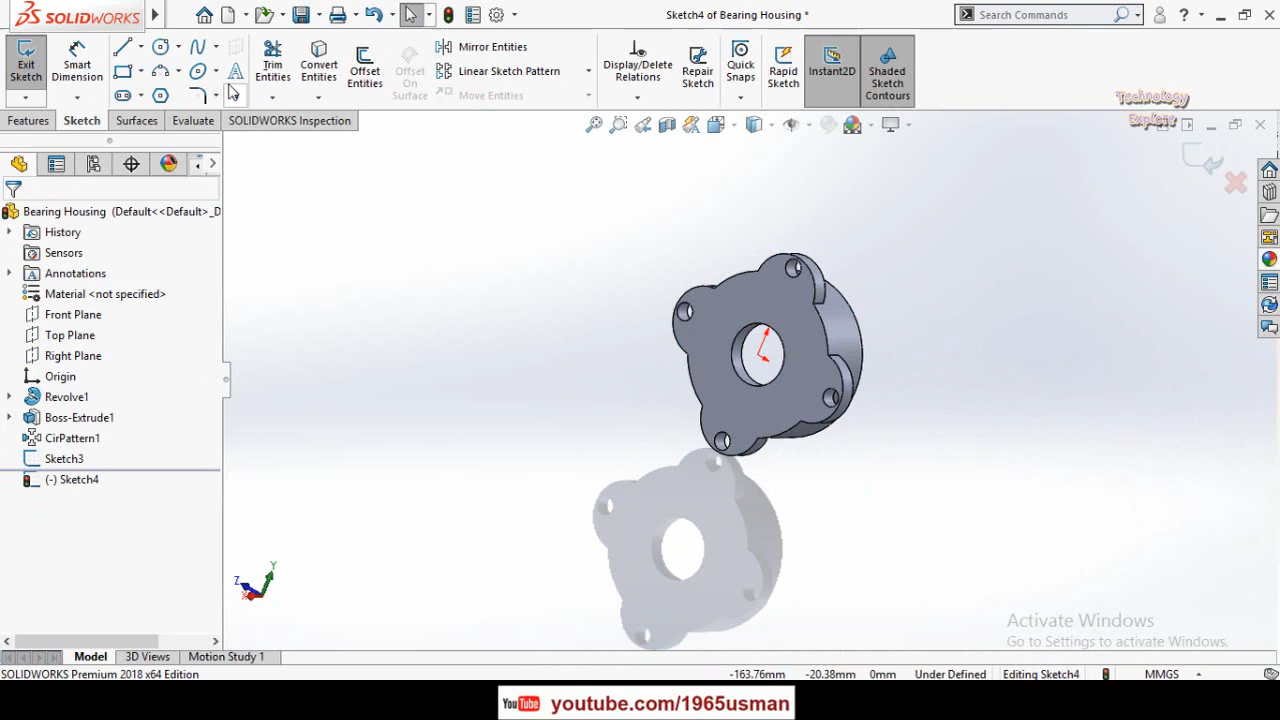 SOLIDWORKS
Sketch4 of Bearing Housing *
Search Commands
?
Exit Sketch
Smart Dimension
Trim Entities
Convert Entities
Offset Entities
Offset On Surface
Mirror Entities
Linear Sketch Pattern
Move Entities
Display/Delete Relations
Repair Sketch
Quick Snaps
Rapid Sketch
Instant2D
Shaded Sketch Contours
Features
Sketch
Surfaces
Evaluate
SOLIDWORKS Inspection
Technology
Explore
Bearing Housing (Default<<Default>_D
History
Sensors
Annotations
Material <not specified>
Front Plane
Top Plane
Right Plane
Origin
Revolve1
Boss-Extrude1
CirPattern1
Sketch3
(-) Sketch4
Y
Z
X
Activate Windows
Go to Settings to activate Windows.
Model
3D Views
Motion Study 1
SOLIDWORKS Premium 2018 x64 Edition
-163.76mm
-20.38mm
0mm
Under Defined
Editing Sketch4
MMGS
YouTube youtube.com/1965usman